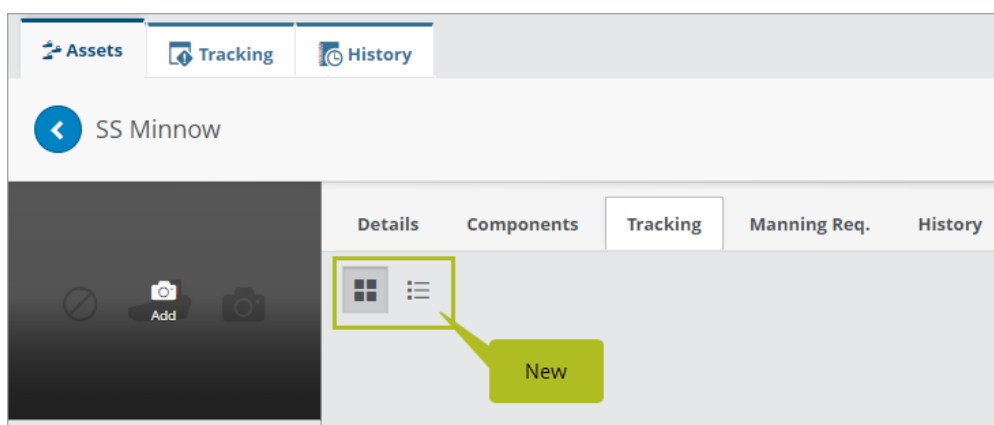 Assets Tracking History
SS Minnow
Details Components Tracking Manning Req. History
Add
New